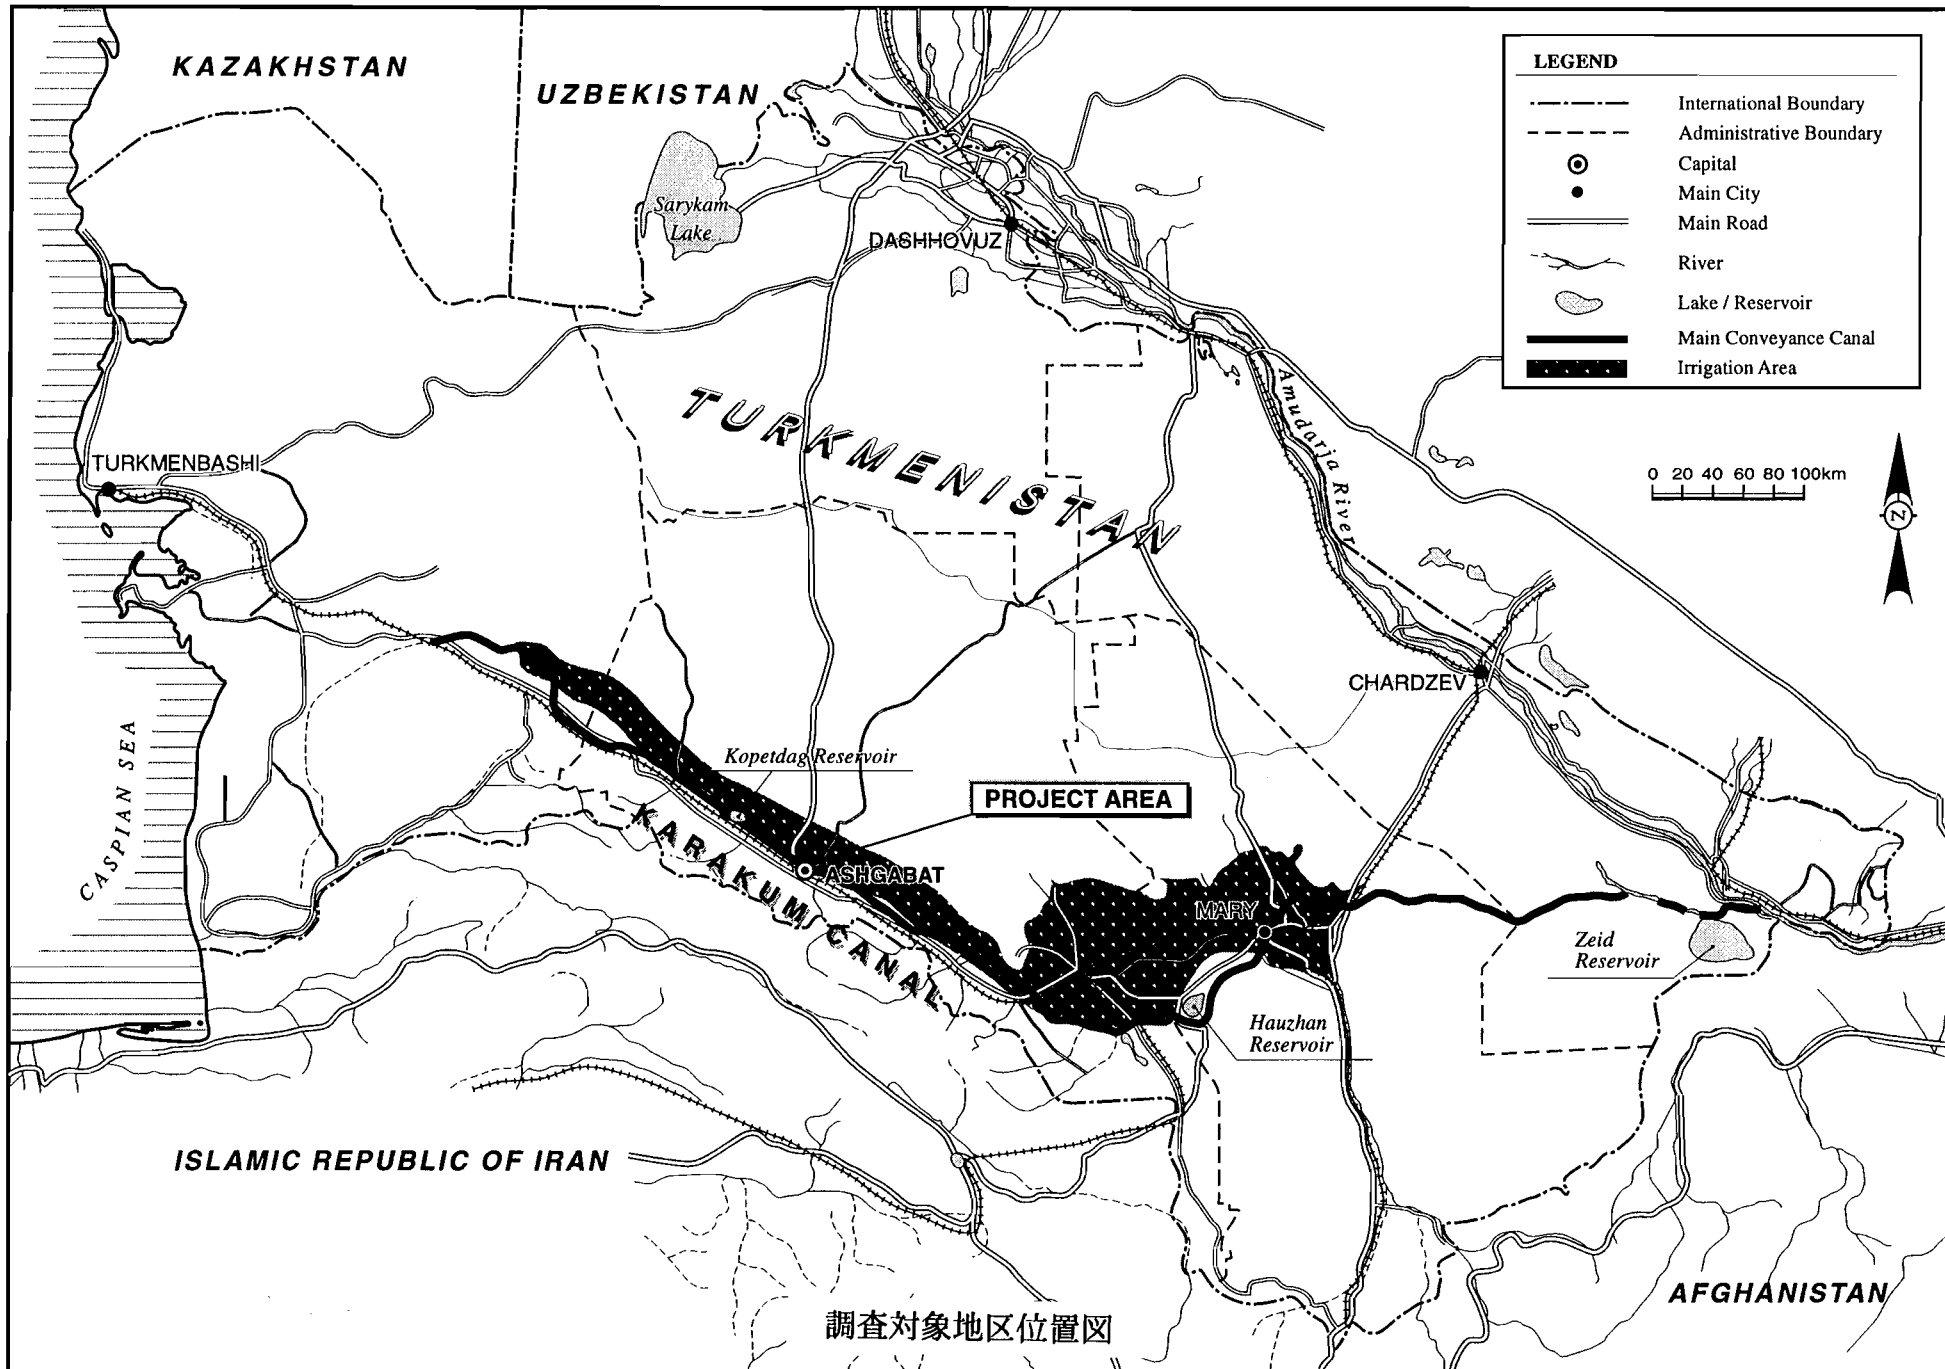 KAZAKHSTAN
UZBEKISTAN
LEGEND
International Boundary
Administrative Boundary
Capital
Main City
Main Road
River
Lake / Reservoir
Main Conveyance Canal
Irrigation Area
Sarykam
Lake
DASHHOVUZ
TURKMENISTAN
Amudarja River
0 20 40 60 80 100km
N
TURKMENBASHI
CHARDZEV
CASPIAN SEA
Kopetdag Reservoir
PROJECT AREA
KARAKUM CANAL
ASHGABAT
MARY
Zeid
Reservoir
Hauzhan
Reservoir
ISLAMIC REPUBLIC OF IRAN
AFGHANISTAN
調査対象地区位置図